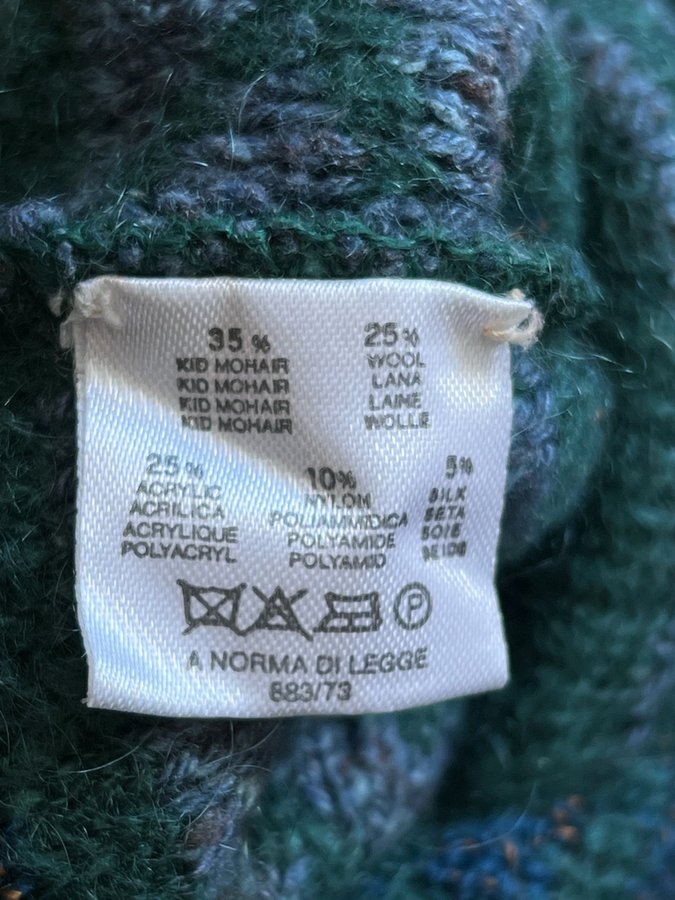 35 %
KID MOHAIR
KID MOHAIR
KID MOHAIR
KID MOHAIR
25 %
WOOL
LANA
LAINE
WOLLE
25 %
ACRYLIC
ACRILICA
ACRYLIQUE
POLYACRYL
10%
NYLON
POLIAMMIDICA
POLYAMIDE
POLYAMID
5%
SILK
SETA
SOIE
SEIDE
P
A NORMA DI LEGGE
883/73